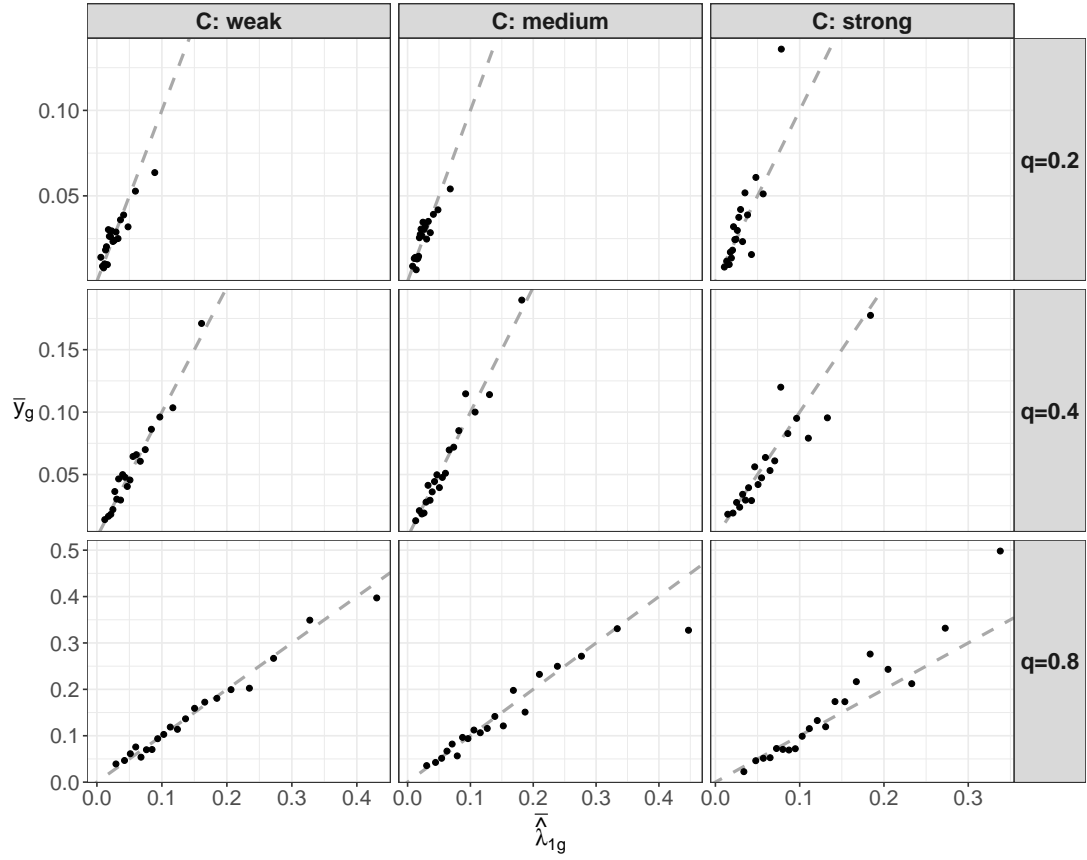 C: weak C: medium C: strong
0.10
0.05
q=0.2
0.15
0.10
0.05
q=0.4
ȳg
0.5
0.4
0.3
0.2
0.1
0.0
q=0.8
0.0 0.1 0.2 0.3 0.4 0.0 0.1 0.2 0.3 0.4 0.0 0.1 0.2 0.3
λ̂̄1g